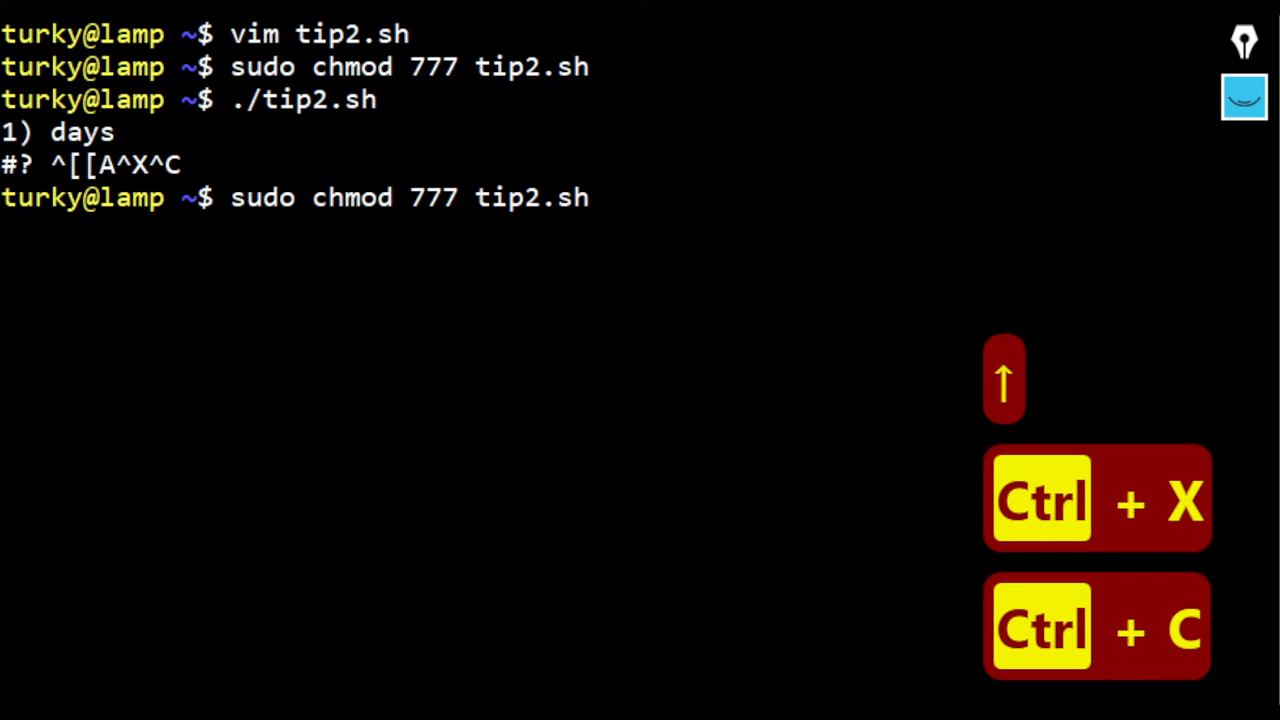 turky@lamp ~$ vim tip2.sh
turky@lamp ~$ sudo chmod 777 tip2.sh
turky@lamp ~$ ./tip2.sh
1) days
#? ^[[A^X^C
turky@lamp ~$ sudo chmod 777 tip2.sh
↑
Ctrl + X
Ctrl + C